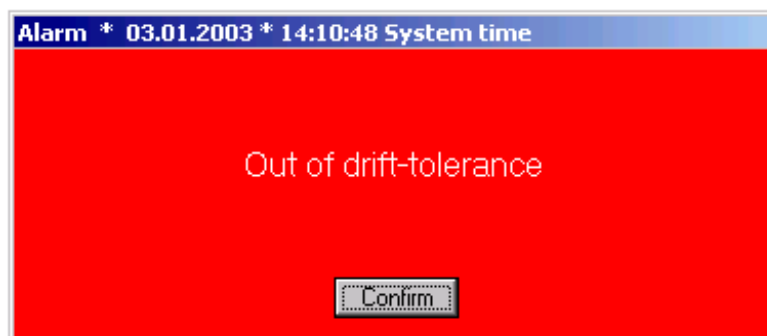 Alarm * 03.01.2003 * 14:10:48 System time
Out of drift-tolerance
Confirm